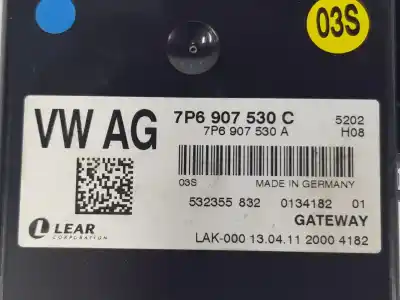 03S
VW AG
7P6 907 530 C
5202
7P6 907 530 A
H08
03S
MADE IN GERMANY
532355 832
0134182
01
GATEWAY
LEAR
CORPORATION
LAK-000 13.04.11 2000 4182